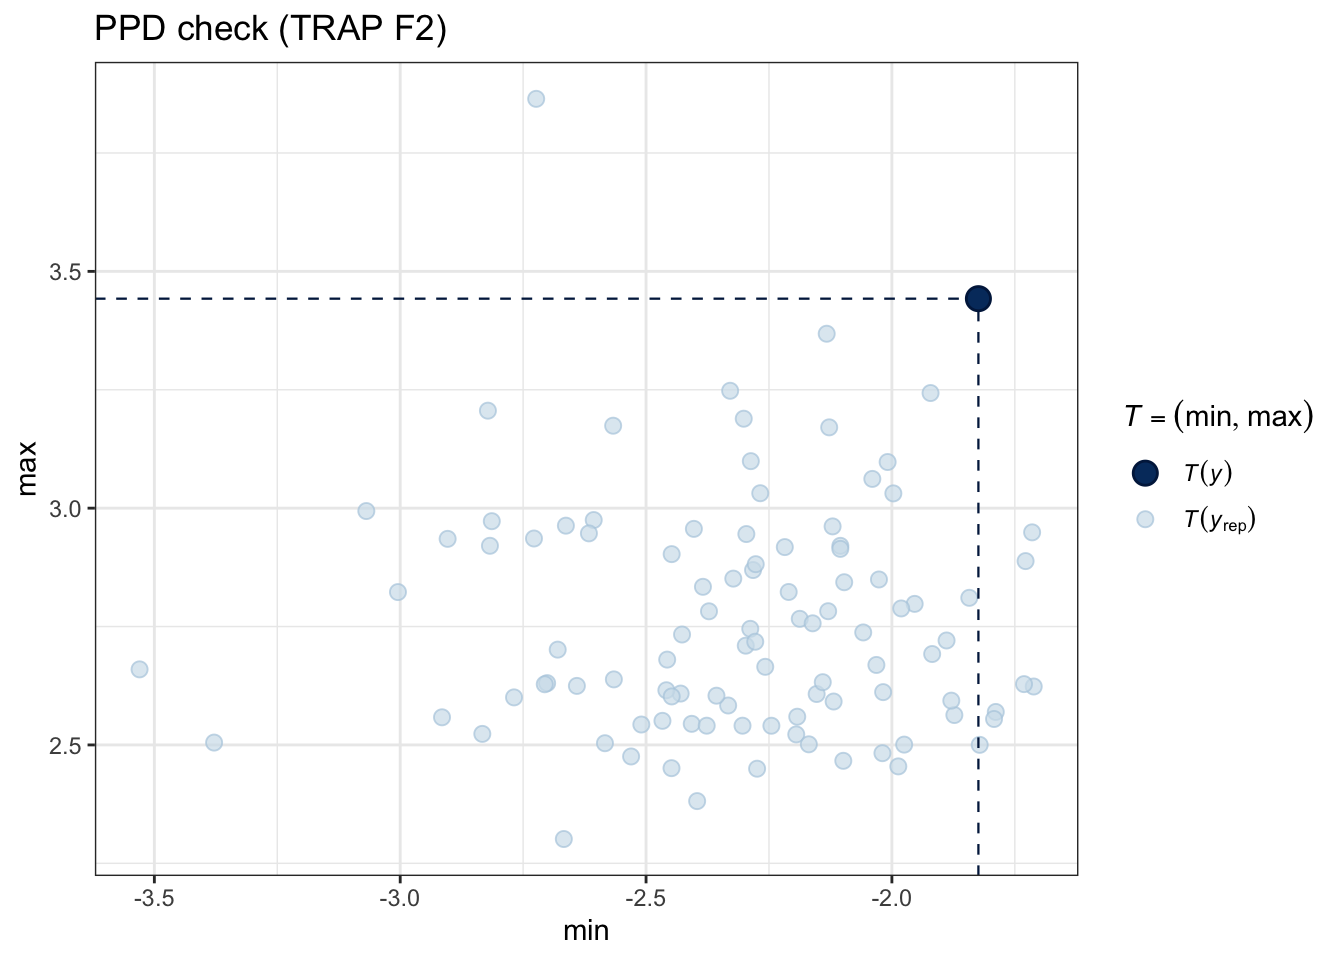 PPD check (TRAP F2)
3.5
3.0
2.5
max
-3.5 -3.0 -2.5 -2.0
min
T = (min, max)
T(y)
T(yrep)